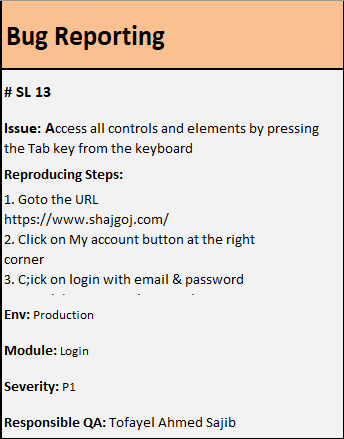 Bug Reporting
# SL 13
Issue: Access all controls and elements by pressing
the Tab key from the keyboard
Reproducing Steps:
1. Goto the URL
https://www.shajgoj.com/
2. Click on My account button at the right
corner
3. C;ick on login with email & password
Env: Production
Module: Login
Severity: P1
Responsible QA: Tofayel Ahmed Sajib